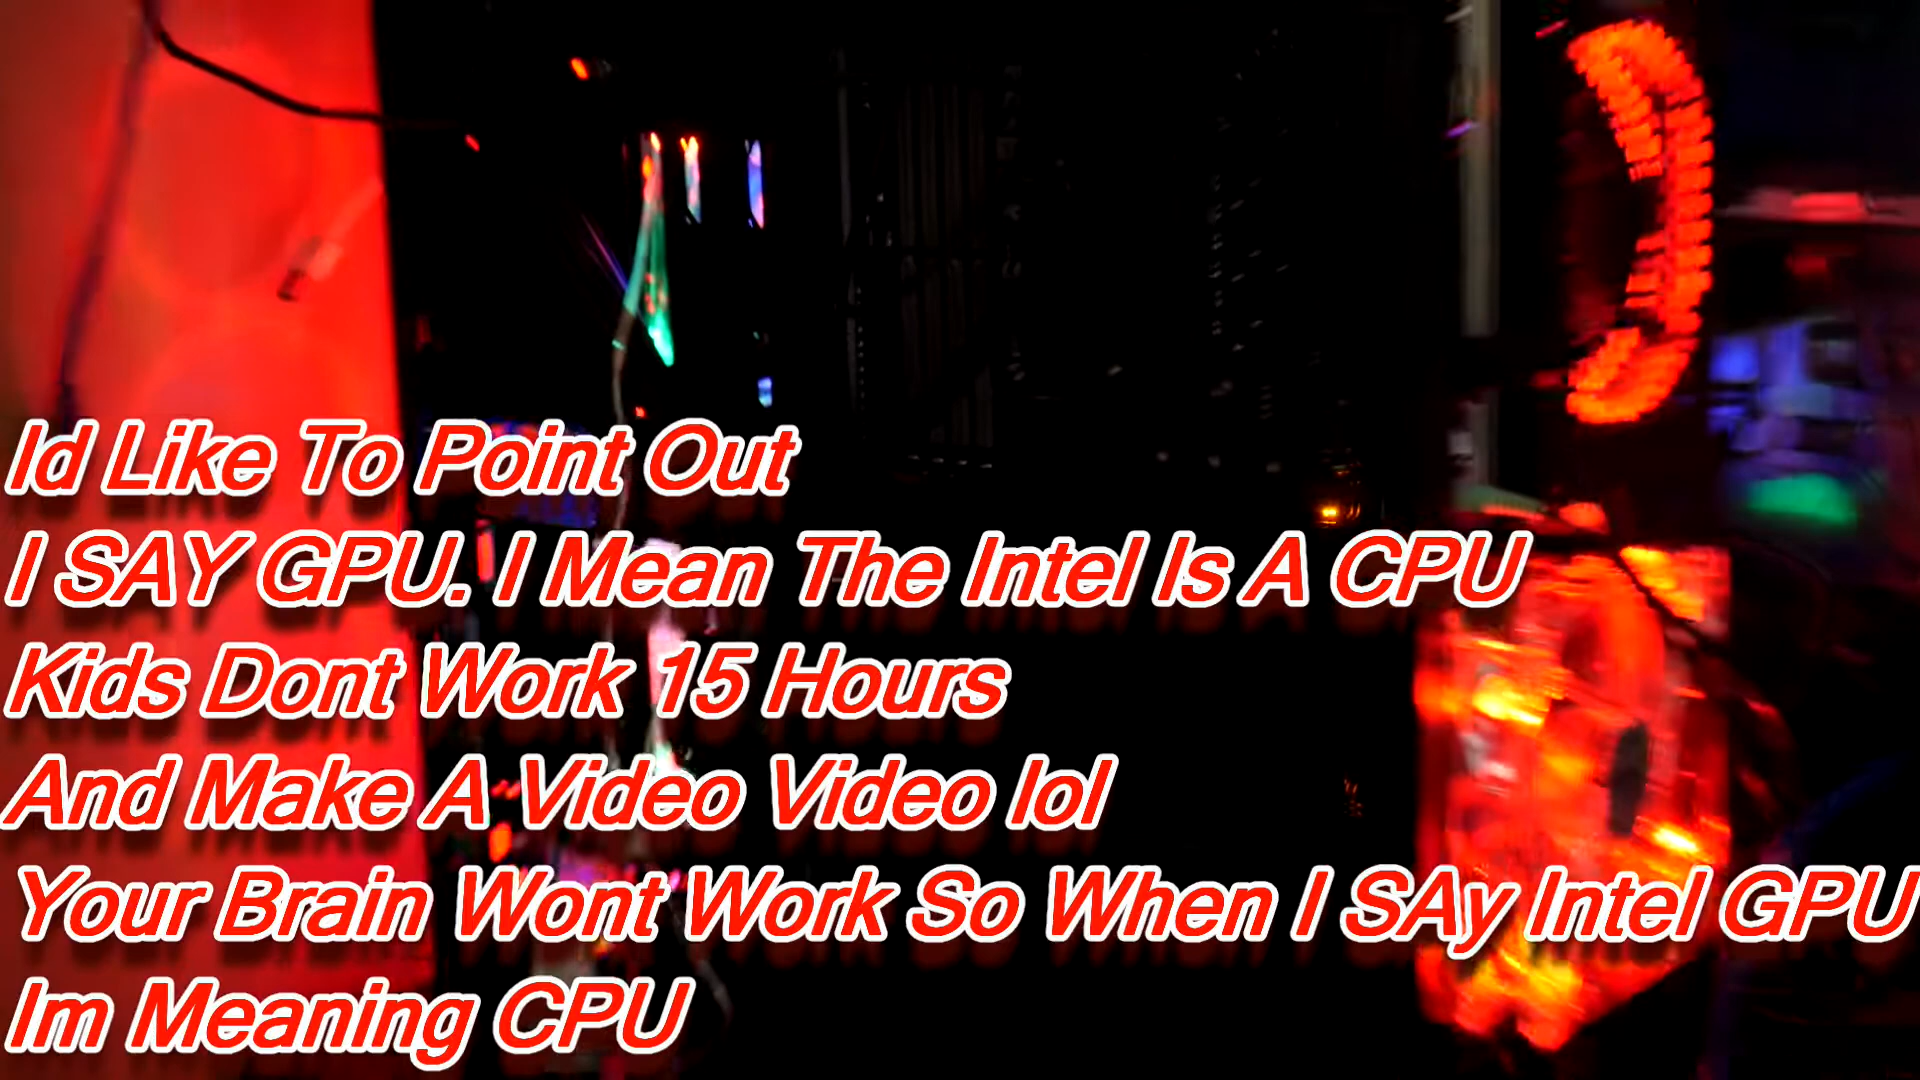 Id Like To Point Out
I SAY GPU. I Mean The Intel Is A CPU
Kids Dont Work 15 Hours
And Make A Video Video lol
Your Brain Wont Work So When I SAy Intel GPU
Im Meaning CPU